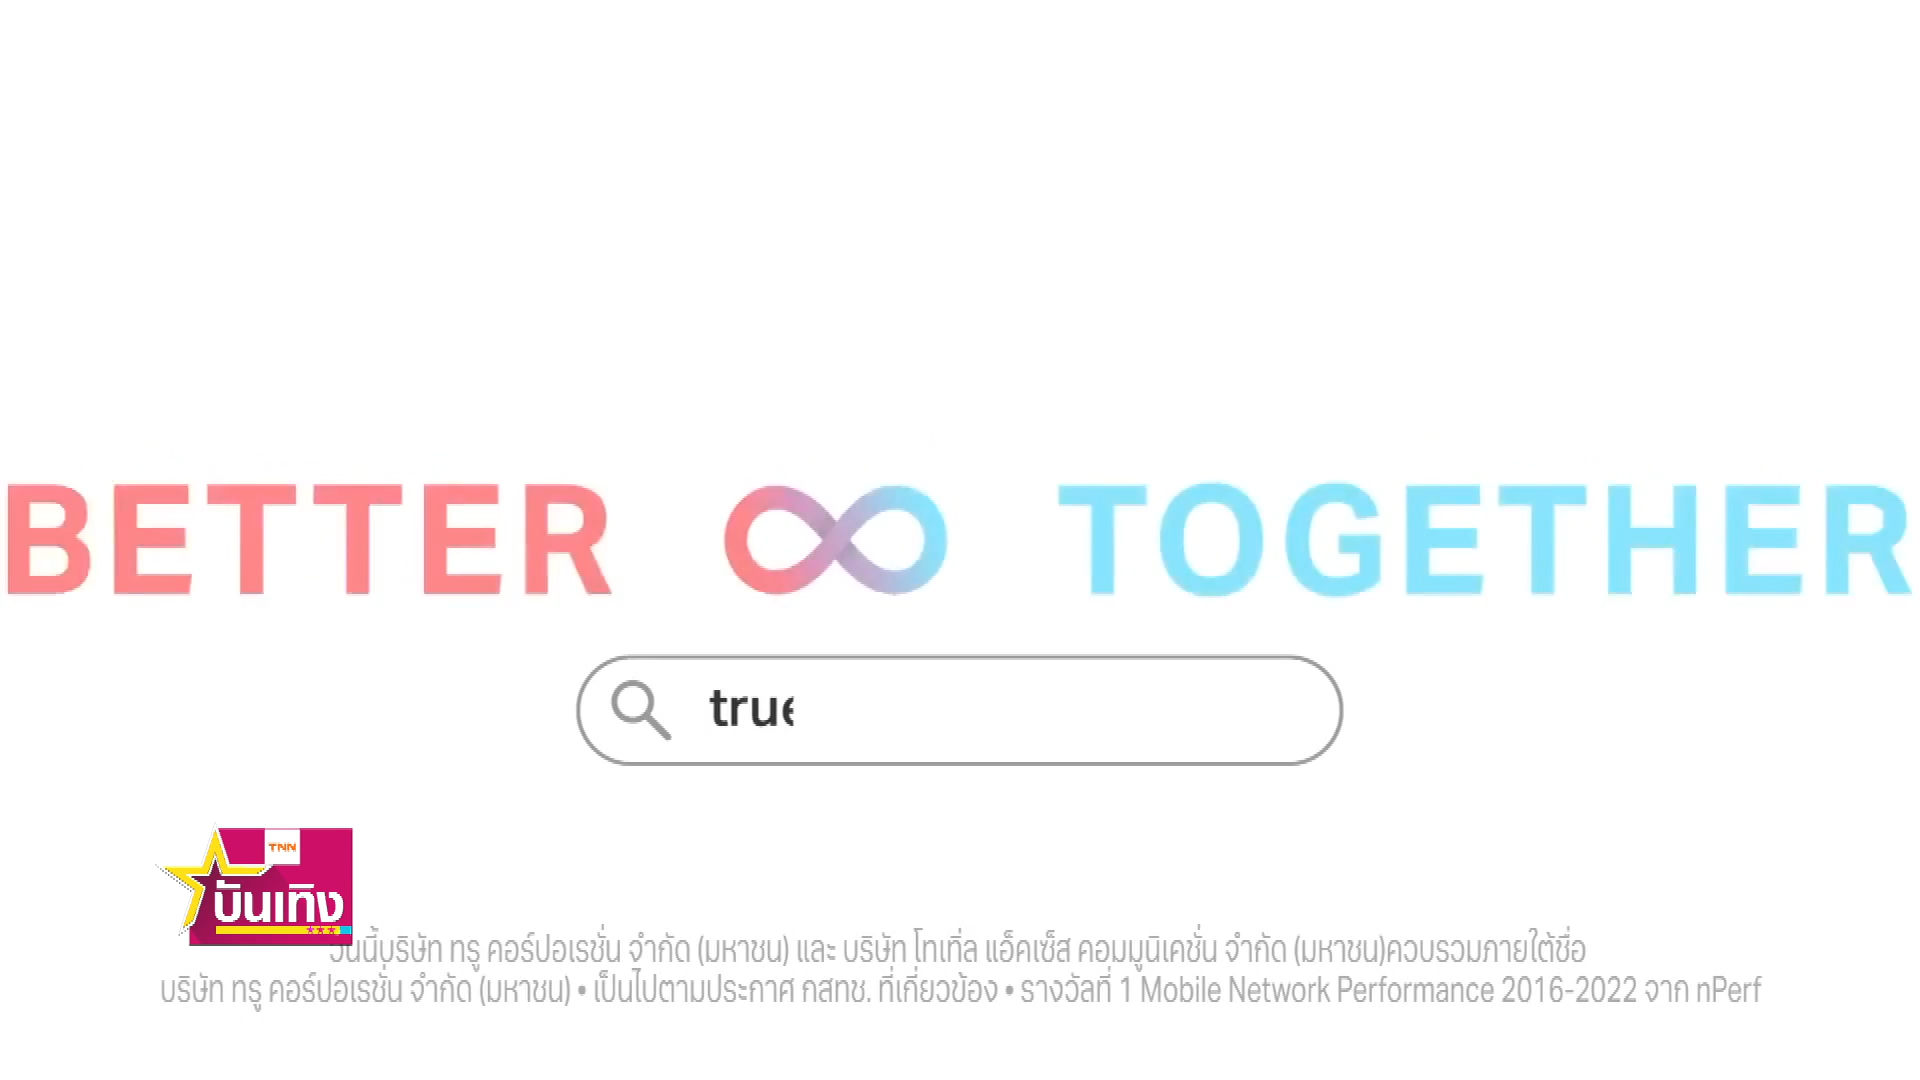 BETTER ∞ TOGETHER
true
TNN
บันเทิง
วันนี้บริษัท ทรู คอร์ปอเรชั่น จำกัด (มหาชน) และ บริษัท โทเทิ่ล แอ็คเซ็ส คอมมูนิเคชั่น จำกัด (มหาชน)ควบรวมภายใต้ชื่อ
บริษัท ทรู คอร์ปอเรชั่น จำกัด (มหาชน) • เป็นไปตามประกาศ กสทช. ที่เกี่ยวข้อง • รางวัลที่ 1 Mobile Network Performance 2016-2022 จาก nPerf